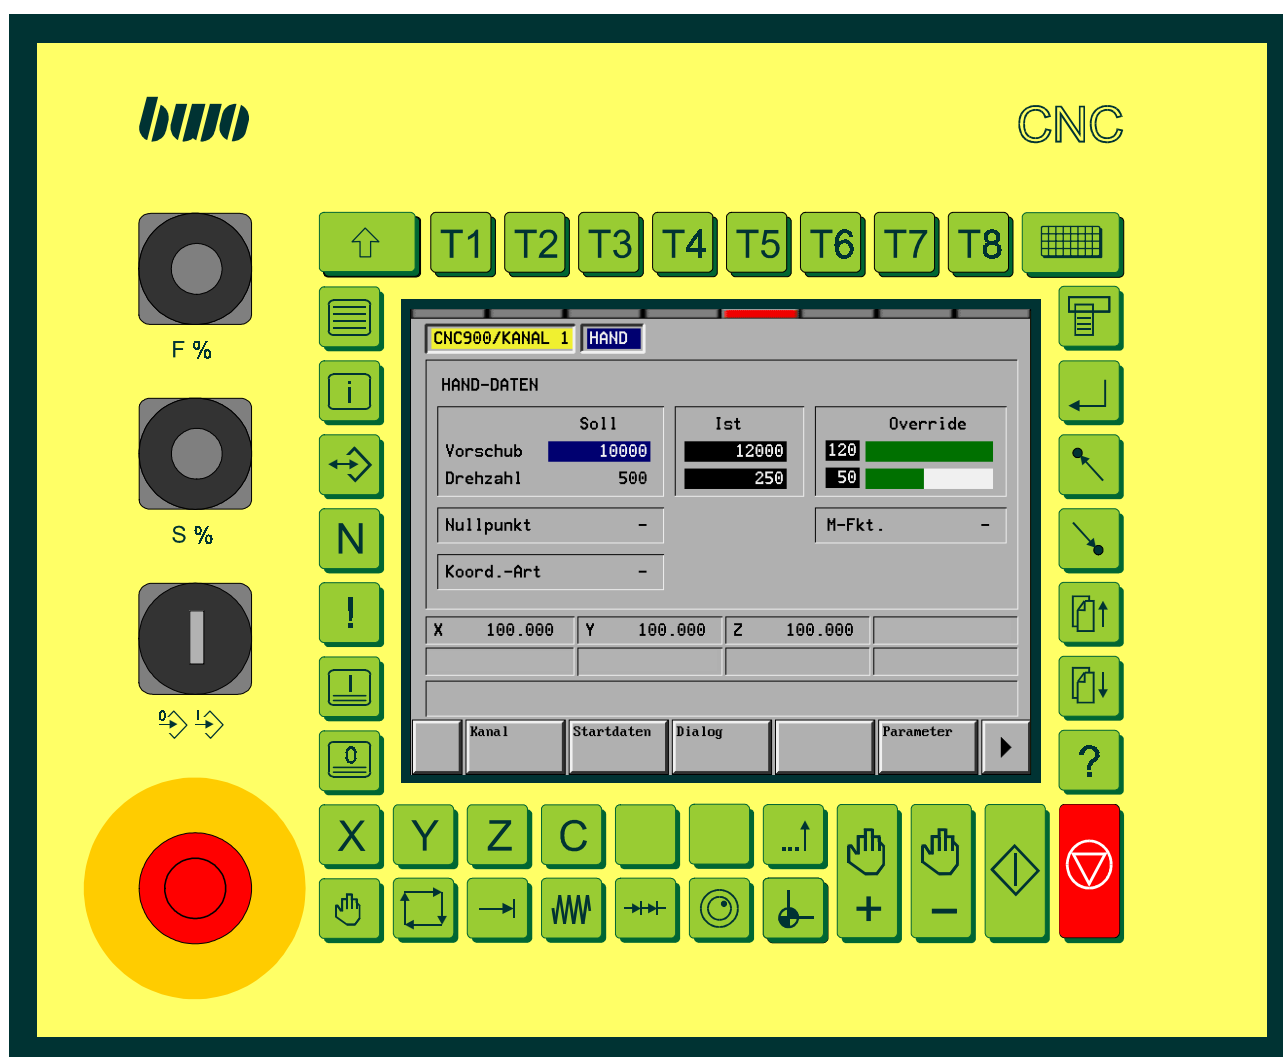 bwo
CNC
T1 T2 T3 T4 T5 T6 T7 T8
F %
CNC900/KANAL 1 HAND
HAND-DATEN
i
Soll Ist Override
Vorschub 10000 12000 120
Drehzahl 500 250 50
S %
N
Nullpunkt - M-Fkt. -
Koord.-Art -
!
X 100.000 Y 100.000 Z 100.000
I
0 I
Kanal Startdaten Dialog Parameter
0
?
X Y Z C ...
+ -